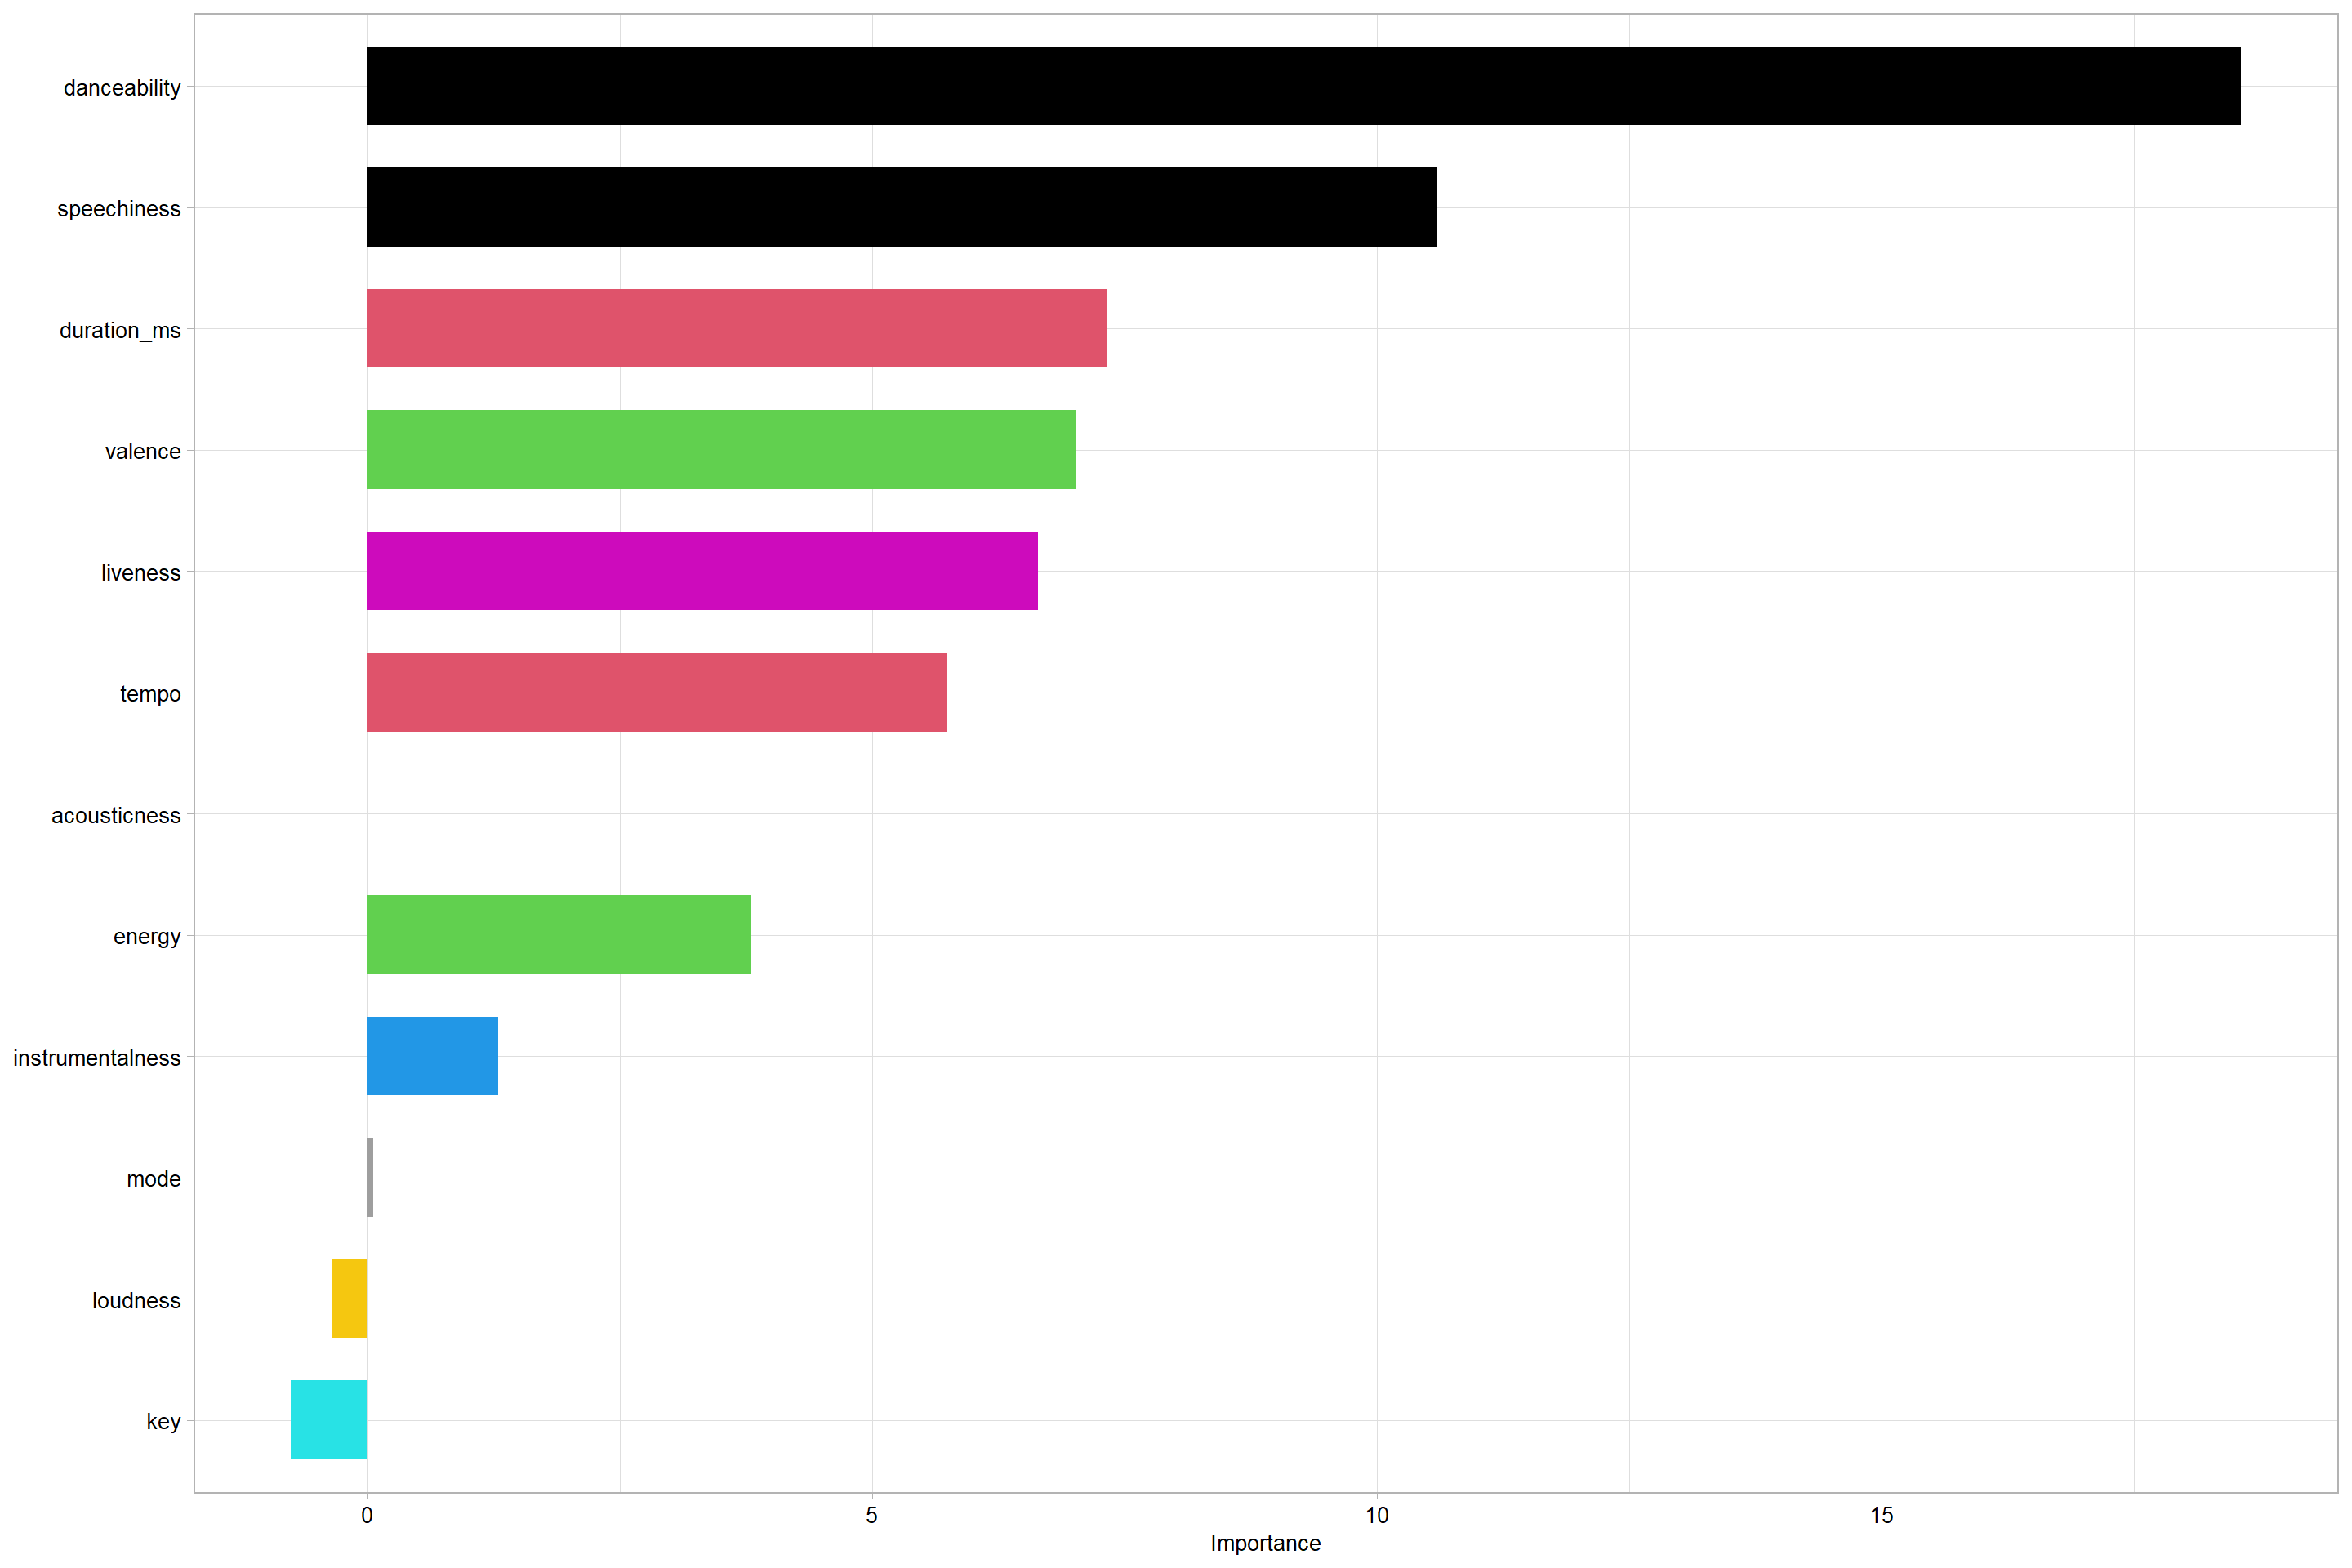 danceability
speechiness
duration_ms
valence
liveness
tempo
acousticness
energy
instrumentalness
mode
loudness
key
0 5 10 15
Importance